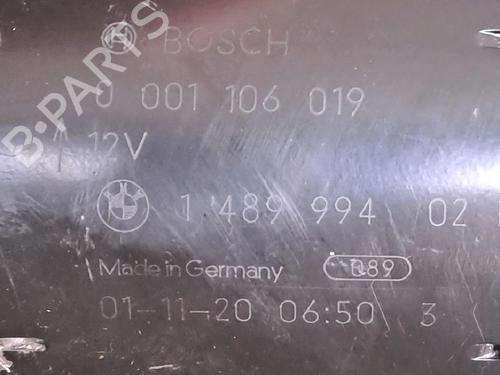 B-PARTS
BOSCH
0 001 106 019
12V
1 489 994 02
Made in Germany 089
01-11-20 06:50 3